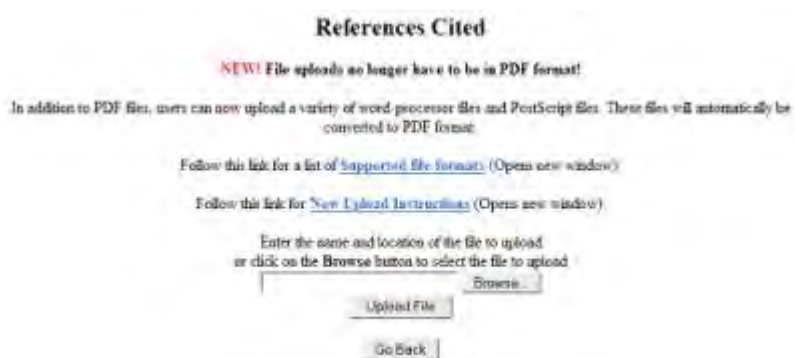 References Cited
NEW! File uploads no longer have to be in PDF format!
In addition to PDF files, users can now upload a variety of word-processor files and PostScript files. These files will automatically be
converted to PDF format.
Follow this link for a list of Supported file formats (Opens new window)
Follow this link for New Upload Instructions (Opens new window)
Enter the name and location of the file to upload
or click on the Browse button to select the file to upload
Browse...
Upload File
Go Back